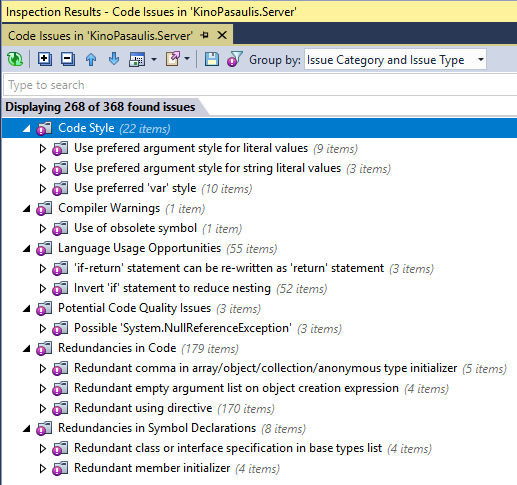 Inspection Results - Code Issues in 'KinoPasaulis.Server'
Code Issues in 'KinoPasaulis.Server'
Group by: Issue Category and Issue Type
Type to search
Displaying 268 of 368 found issues
Code Style (22 items)
Use prefered argument style for literal values (9 items)
Use prefered argument style for string literal values (3 items)
Use preferred 'var' style (10 items)
Compiler Warnings (1 item)
Use of obsolete symbol (1 item)
Language Usage Opportunities (55 items)
'if-return' statement can be re-written as 'return' statement (3 items)
Invert 'if' statement to reduce nesting (52 items)
Potential Code Quality Issues (3 items)
Possible 'System.NullReferenceException' (3 items)
Redundancies in Code (179 items)
Redundant comma in array/object/collection/anonymous type initializer (5 items)
Redundant empty argument list on object creation expression (4 items)
Redundant using directive (170 items)
Redundancies in Symbol Declarations (8 items)
Redundant class or interface specification in base types list (4 items)
Redundant member initializer (4 items)